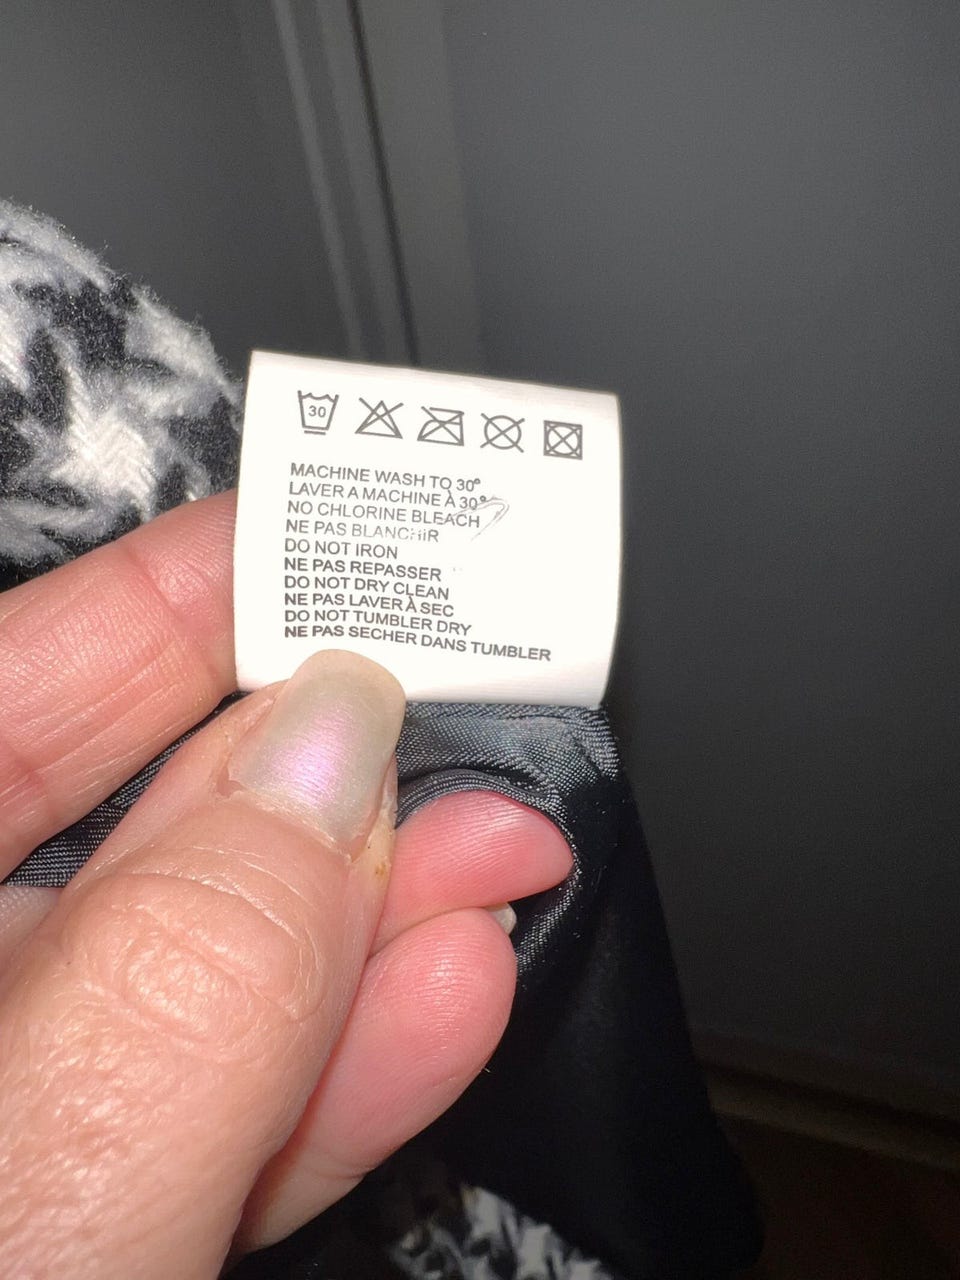 30
MACHINE WASH TO 30°
LAVER A MACHINE À 30°
NO CHLORINE BLEACH
NE PAS BLANCHIR
DO NOT IRON
NE PAS REPASSER
DO NOT DRY CLEAN
NE PAS LAVER À SEC
DO NOT TUMBLER DRY
NE PAS SECHER DANS TUMBLER